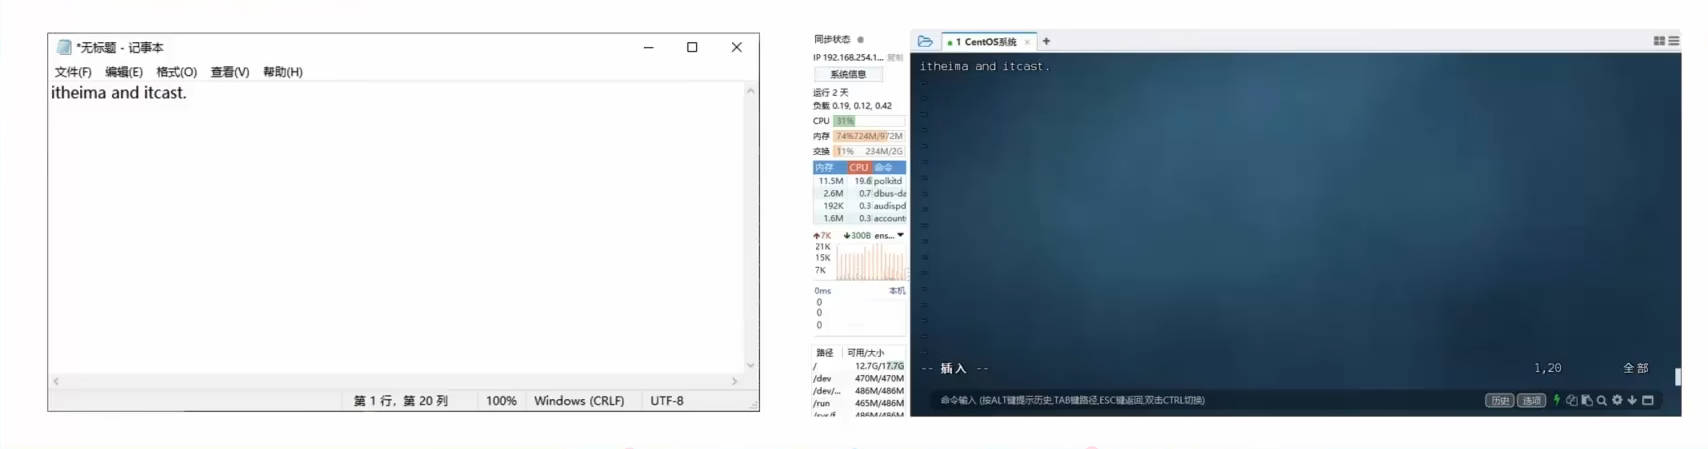 *无标题 - 记事本
文件(F) 编辑(E) 格式(O) 查看(V) 帮助(H)
itheima and itcast.
第 1 行，第 20 列 100% Windows (CRLF) UTF-8
同步状态
IP 192.168.254.1... 复制
系统信息
运行 2 天
负载 0.19, 0.12, 0.42
CPU 31%
内存 74% 724M/972M
交换 11% 234M/2G
内存 CPU 命令
11.5M 19.6 polkitd
2.6M 0.7 dbus-da
192K 0.3 audispd
1.6M 0.3 account
7K 300B ens...
21K
15K
7K
0ms 本机
0
0
0
路径 可用/大小
/ 12.7G/17.7G
/dev 470M/470M
/dev/... 486M/486M
/run 465M/486M
/sys/f 486M/486M
1 CentOS系统 × +
itheima and itcast.
-- 插入 -- 1,20 全部
命令输入 (按ALT键提示历史,TAB键路径,ESC键返回,双击CTRL切换) 历史 选项